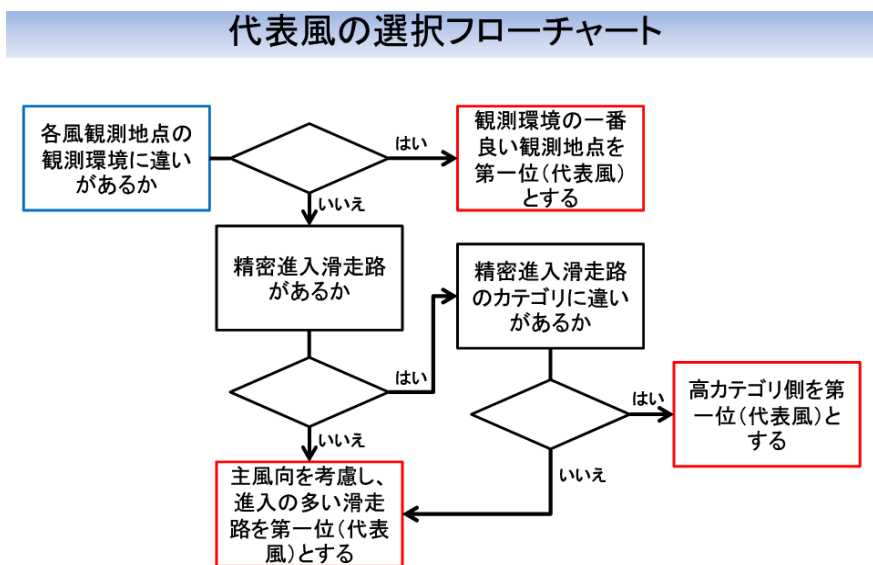 代表風の選択フローチャート
各風観測地点の
観測環境に違い
があるか
はい
観測環境の一番
良い観測地点を
第一位(代表風)
とする
いいえ
精密進入滑走路
があるか
はい
精密進入滑走路
のカテゴリに違い
があるか
はい
高カテゴリ側を第
一位(代表風)と
する
いいえ
いいえ
主風向を考慮し、
進入の多い滑走
路を第一位(代表
風)とする